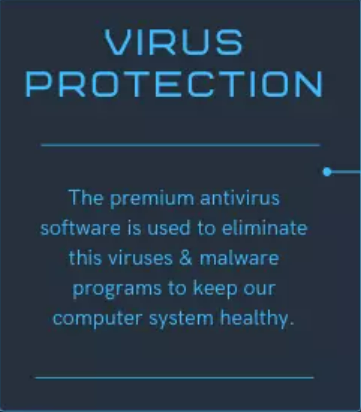 VIRUS
PROTECTION
The premium antivirus
software is used to eliminate
this viruses & malware
programs to keep our
computer system healthy.